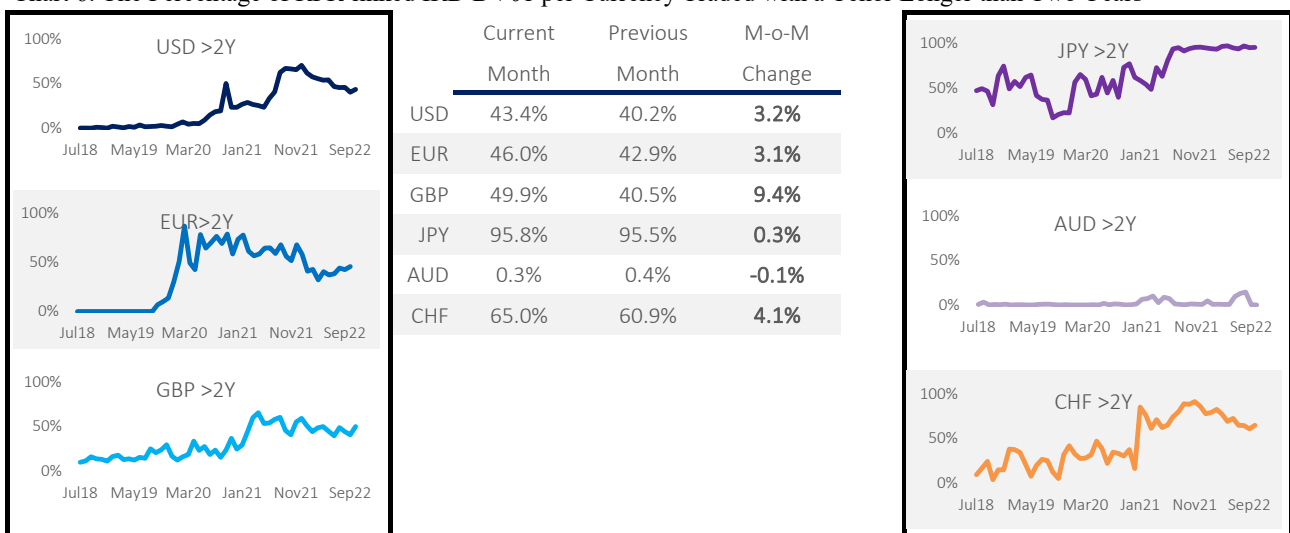 USD >2Y
100%
50%
0%
Jul18 May19 Mar20 Jan21 Nov21 Sep22
EUR>2Y
100%
50%
0%
Jul18 May19 Mar20 Jan21 Nov21 Sep22
GBP >2Y
100%
50%
0%
Jul18 May19 Mar20 Jan21 Nov21 Sep22
Current Previous M-o-M
Month Month Change
USD 43.4% 40.2% 3.2%
EUR 46.0% 42.9% 3.1%
GBP 49.9% 40.5% 9.4%
JPY 95.8% 95.5% 0.3%
AUD 0.3% 0.4% -0.1%
CHF 65.0% 60.9% 4.1%
JPY >2Y
100%
50%
0%
Jul18 May19 Mar20 Jan21 Nov21 Sep22
AUD >2Y
100%
50%
0%
Jul18 May19 Mar20 Jan21 Nov21 Sep22
CHF >2Y
100%
50%
0%
Jul18 May19 Mar20 Jan21 Nov21 Sep22